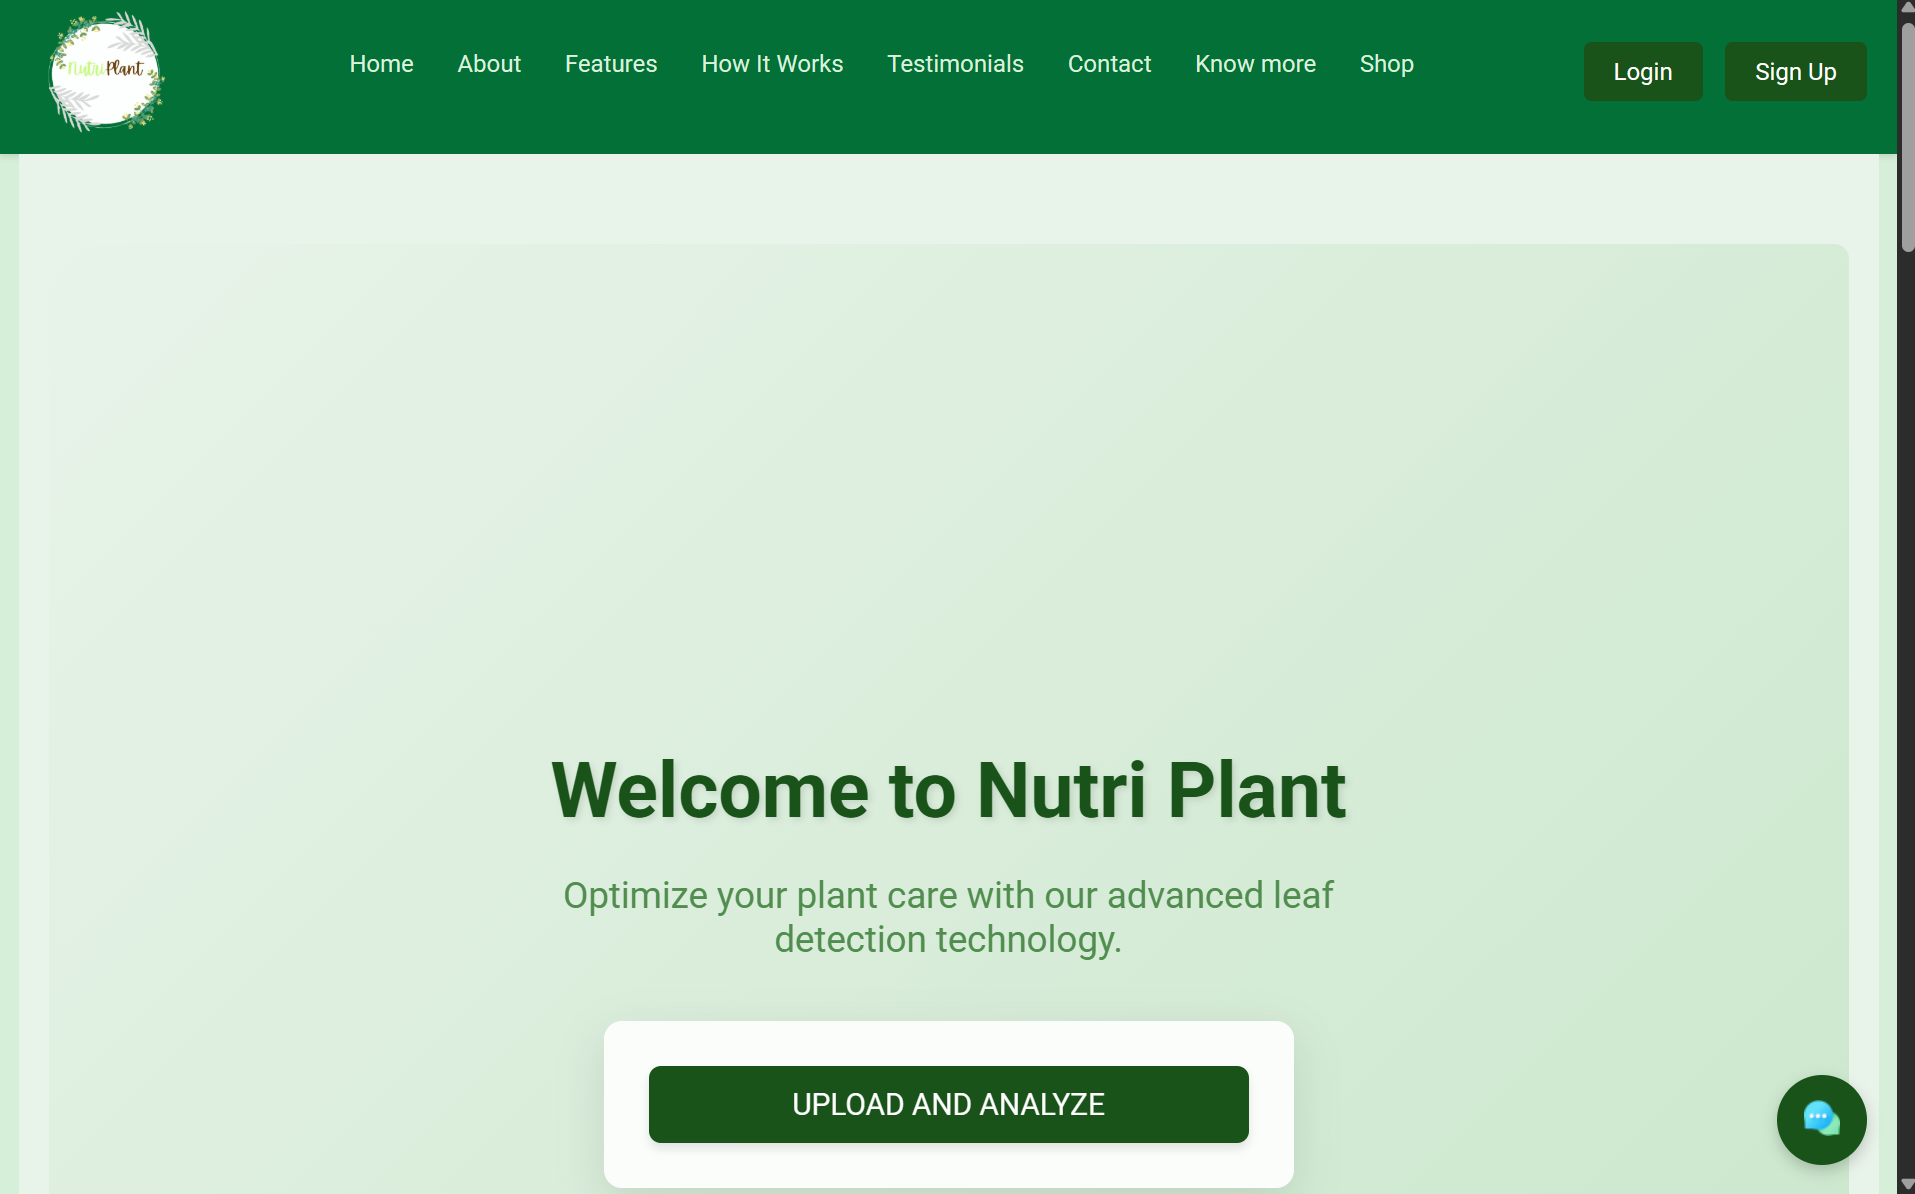 NutriPlant
Home
About
Features
How It Works
Testimonials
Contact
Know more
Shop
Login
Sign Up
Welcome to Nutri Plant
Optimize your plant care with our advanced leaf
detection technology.
UPLOAD AND ANALYZE